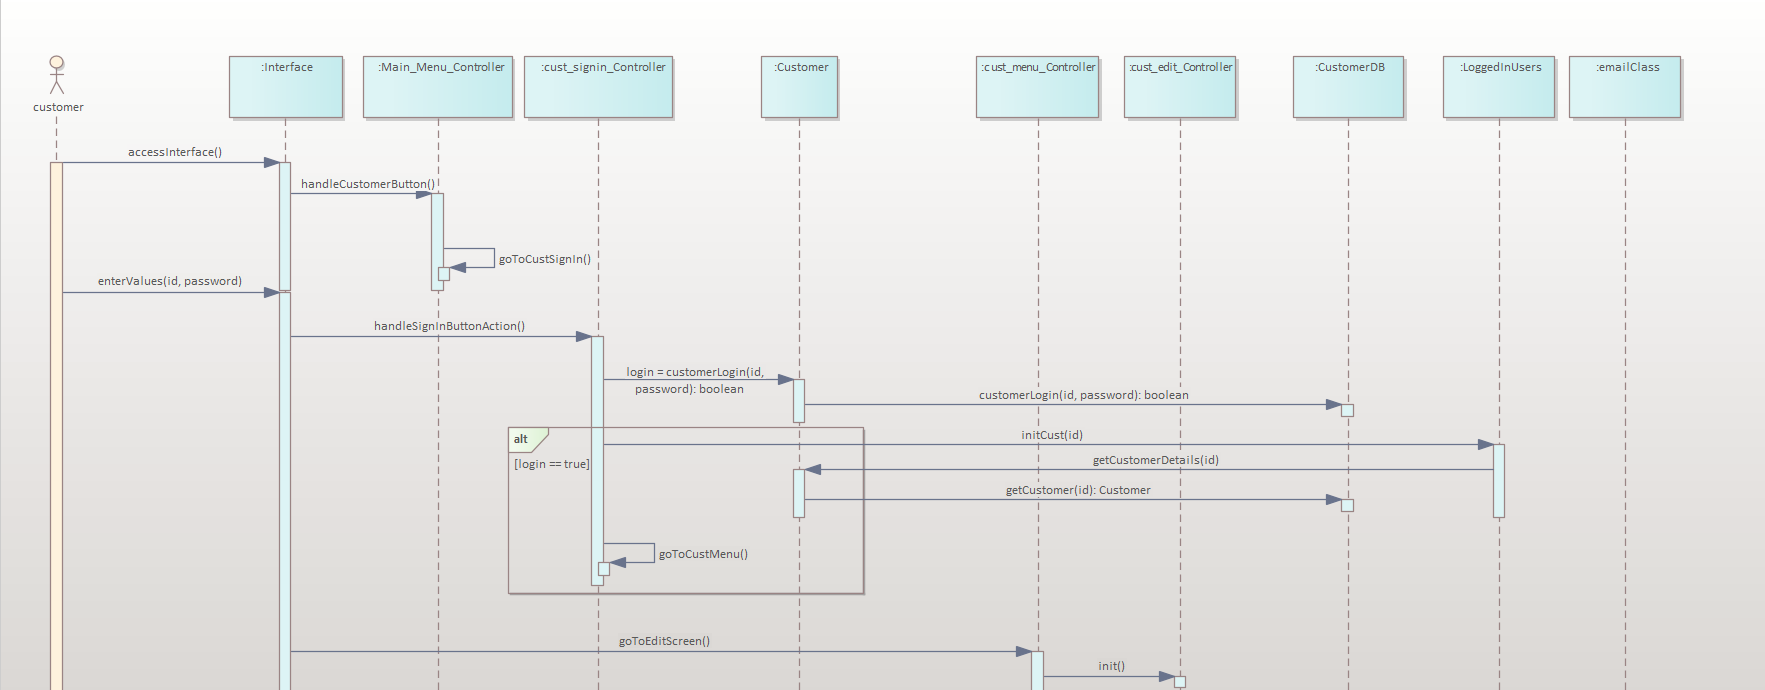 :Interface
:Main_Menu_Controller
:cust_signin_Controller
:Customer
:cust_menu_Controller
:cust_edit_Controller
:CustomerDB
:LoggedInUsers
:emailClass
customer
accessInterface()
handleCustomerButton()
goToCustSignIn()
enterValues(id, password)
handleSignInButtonAction()
login = customerLogin(id,
password): boolean
customerLogin(id, password): boolean
alt
initCust(id)
[login == true]
getCustomerDetails(id)
getCustomer(id): Customer
goToCustMenu()
goToEditScreen()
init()